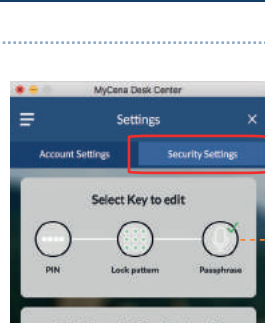 MyCena Desk Center
Settings
Account Settings
Security Settings
Select Key to edit
PIN
Lock pattern
Passphrase